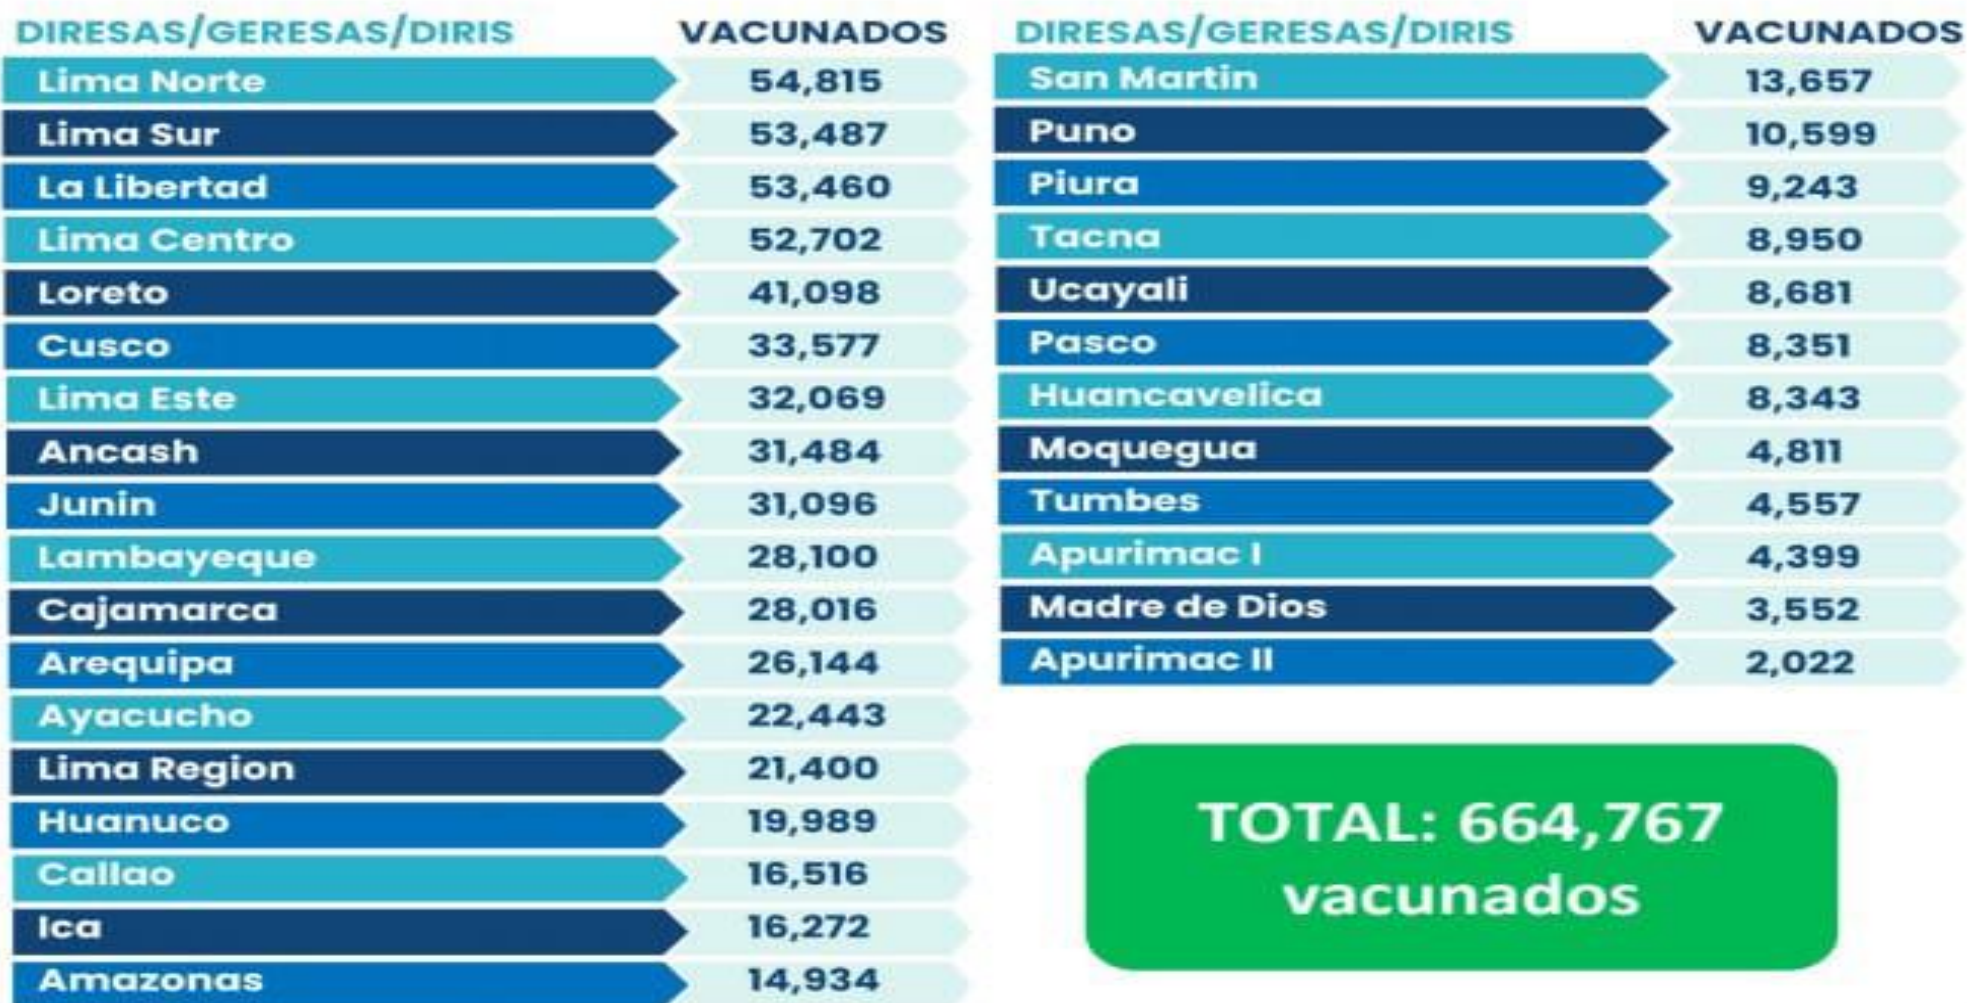 DIRESAS/GERESAS/DIRIS VACUNADOS
Lima Norte 54,815
Lima Sur 53,487
La Libertad 53,460
Lima Centro 52,702
Loreto 41,098
Cusco 33,577
Lima Este 32,069
Ancash 31,484
Junin 31,096
Lambayeque 28,100
Cajamarca 28,016
Arequipa 26,144
Ayacucho 22,443
Lima Region 21,400
Huanuco 19,989
Callao 16,516
Ica 16,272
Amazonas 14,934
DIRESAS/GERESAS/DIRIS VACUNADOS
San Martin 13,657
Puno 10,599
Piura 9,243
Tacna 8,950
Ucayali 8,681
Pasco 8,351
Huancavelica 8,343
Moquegua 4,811
Tumbes 4,557
Apurimac I 4,399
Madre de Dios 3,552
Apurimac II 2,022
TOTAL: 664,767
vacunados